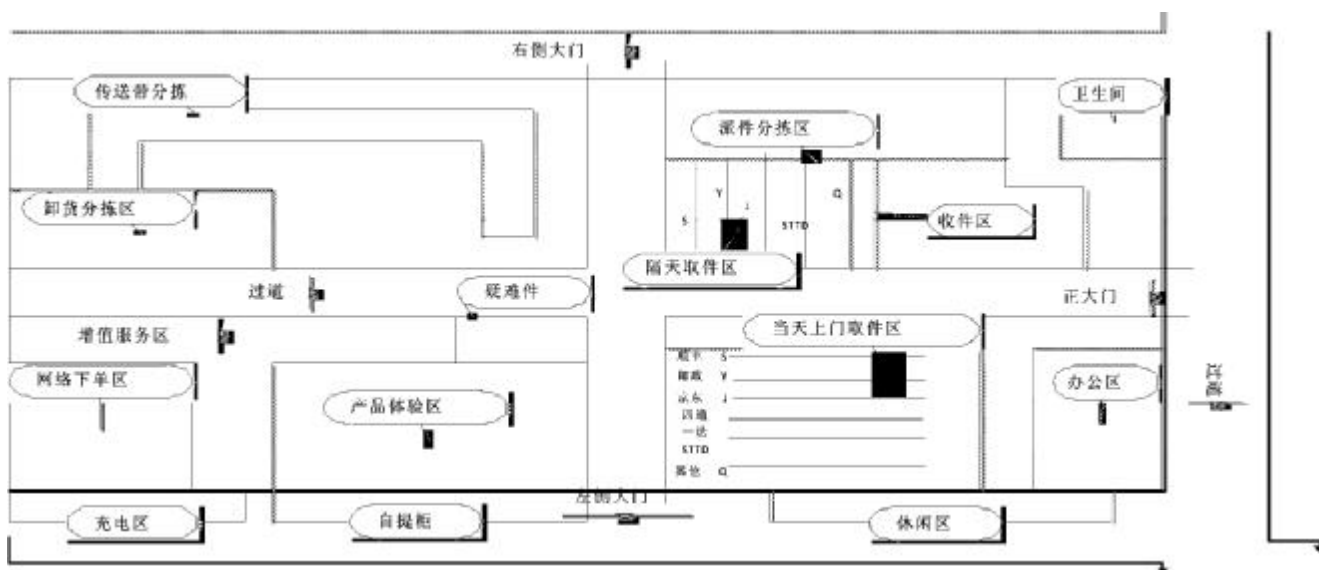 右侧大门
传送带分拣
卫生间
派件分拣区
Y
Q
S
J
STTD
卸货分拣区
收件区
隔天取件区
过道
疑难件
正大门
增值服务区
当天上门取件区
顺丰 S
邮政 Y
京东 J
四通
一达
STTD
其他 Q
网络下单区
产品体验区
办公区
过道
左侧大门
充电区
自提柜
休闲区